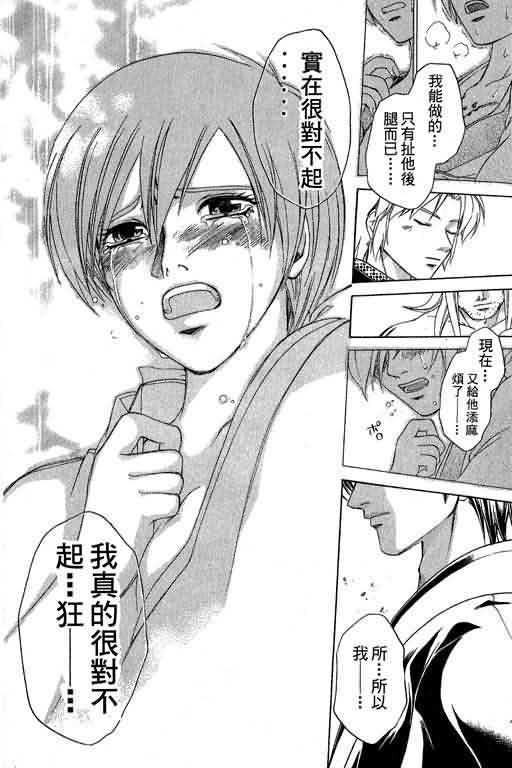 我能做的…
只有扯他後
腿而已……
現在…
又給他添麻
煩了——…
ポロ
所…所以
我——…
實在很對不起
……
我真的很對不
起…狂——…